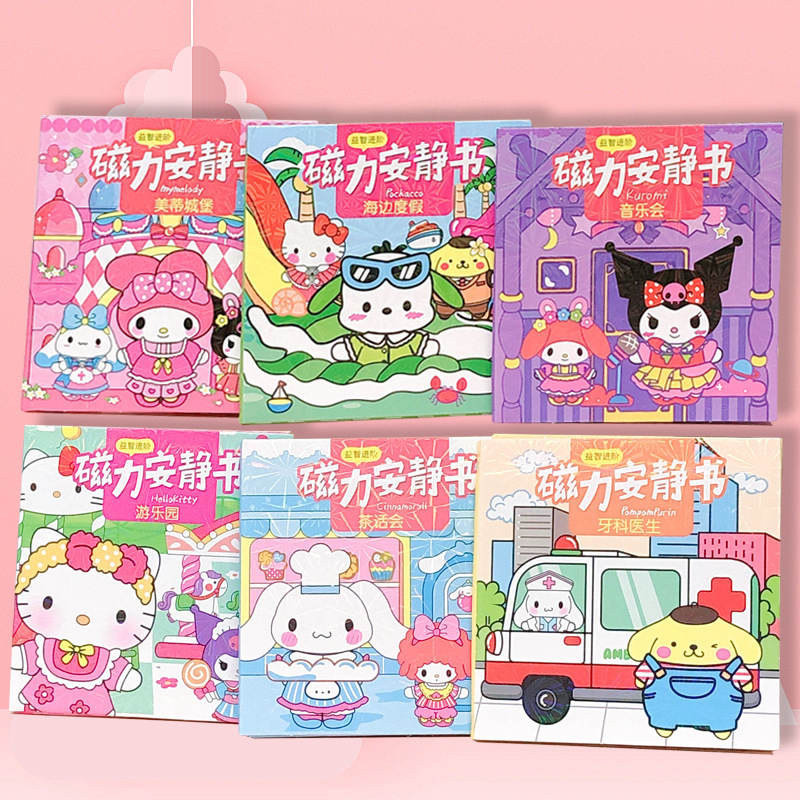 益智进阶
磁力安静书
mymelody
美蒂城堡
益智进阶
磁力安静书
Pochacco
海边度假
益智进阶
磁力安静书
Kuromi
音乐会
益智进阶
磁力安静书
HelloKitty
游乐园
益智进阶
磁力安静书
Cinnamoroll
茶话会
益智进阶
磁力安静书
Pompompurin
牙科医生